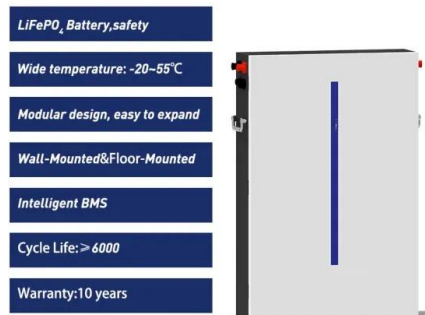 LiFePO₄ Battery,safety
Wide temperature: -20~55℃
Modular design, easy to expand
Wall-Mounted&Floor-Mounted
Intelligent BMS
Cycle Life:≥6000
Warranty:10 years